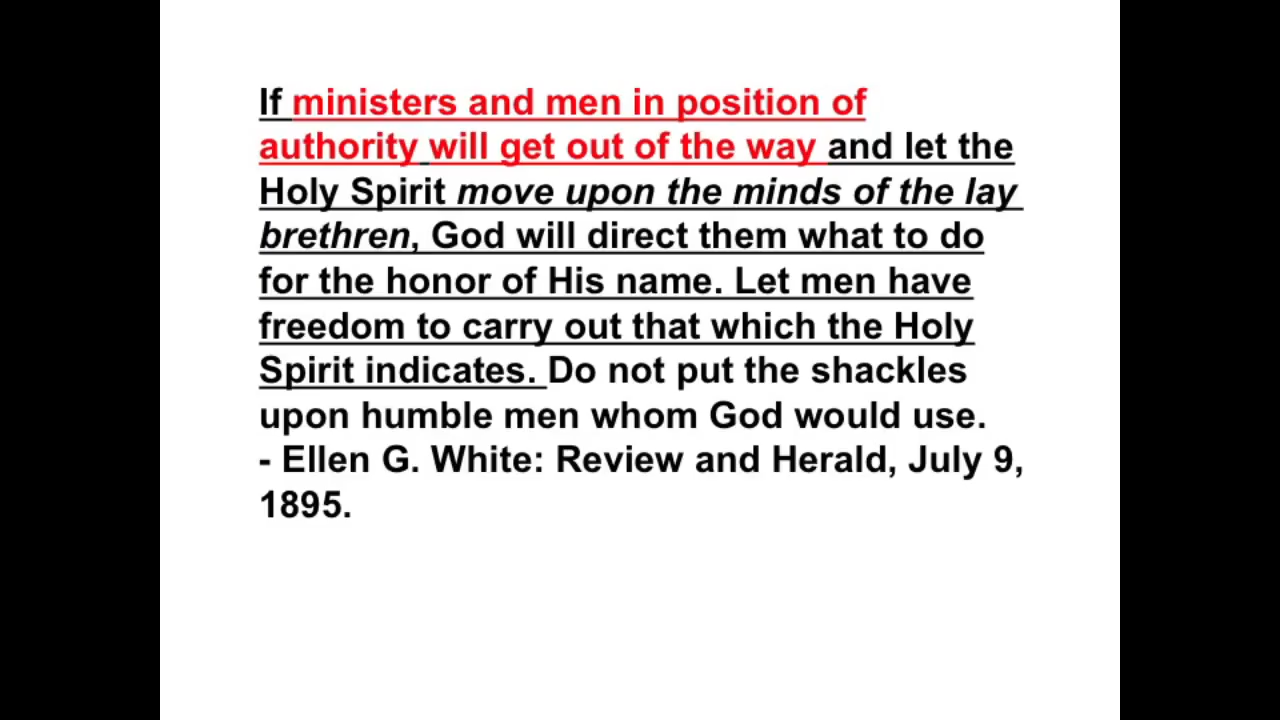 If ministers and men in position of
authority will get out of the way and let the
Holy Spirit move upon the minds of the lay
brethren, God will direct them what to do
for the honor of His name. Let men have
freedom to carry out that which the Holy
Spirit indicates. Do not put the shackles
upon humble men whom God would use.
- Ellen G. White: Review and Herald, July 9,
1895.